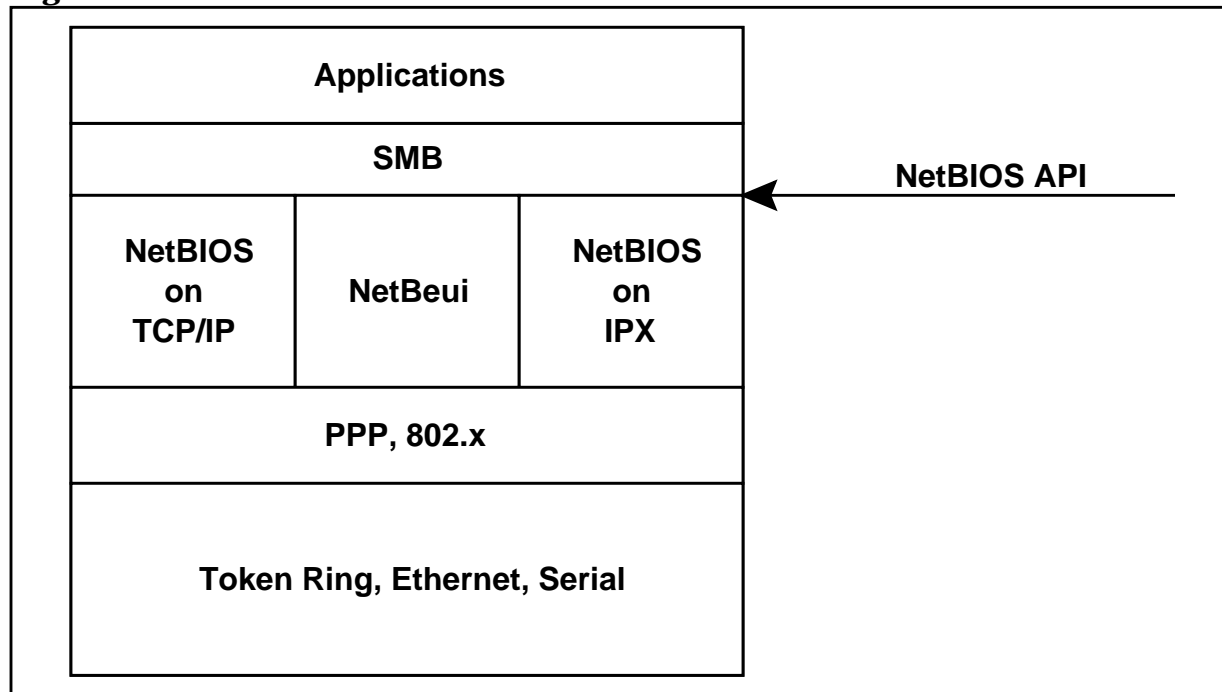 Applications
SMB
NetBIOS API
NetBIOS
on
TCP/IP
NetBeui
NetBIOS
on
IPX
PPP, 802.x
Token Ring, Ethernet, Serial